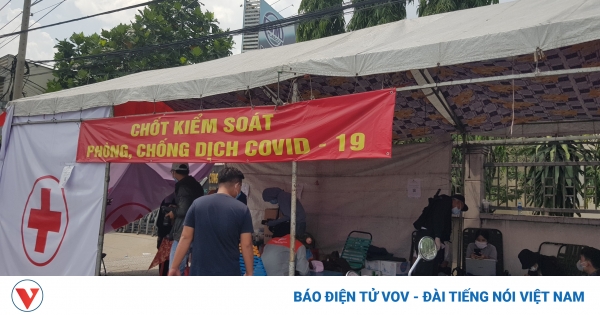 CHỐT KIỂM SOÁT
PHÒNG, CHỐNG DỊCH COVID - 19
BÁO ĐIỆN TỬ VOV - ĐÀI TIẾNG NÓI VIỆT NAM